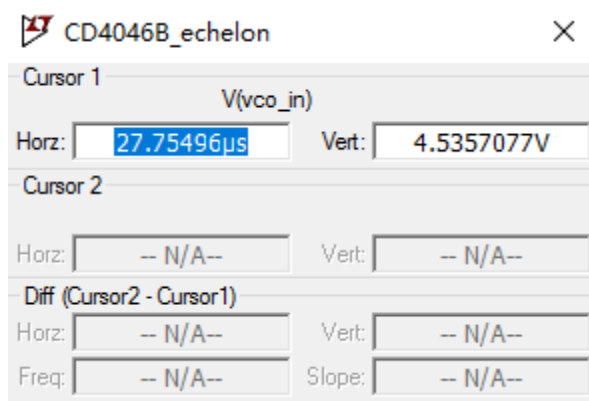 CD4046B_echelon
Cursor 1
V(vco_in)
Horz: 27.75496µs Vert: 4.5357077V
Cursor 2
Horz: -- N/A-- Vert: -- N/A--
Diff (Cursor2 - Cursor1)
Horz: -- N/A-- Vert: -- N/A--
Freq: -- N/A-- Slope: -- N/A--